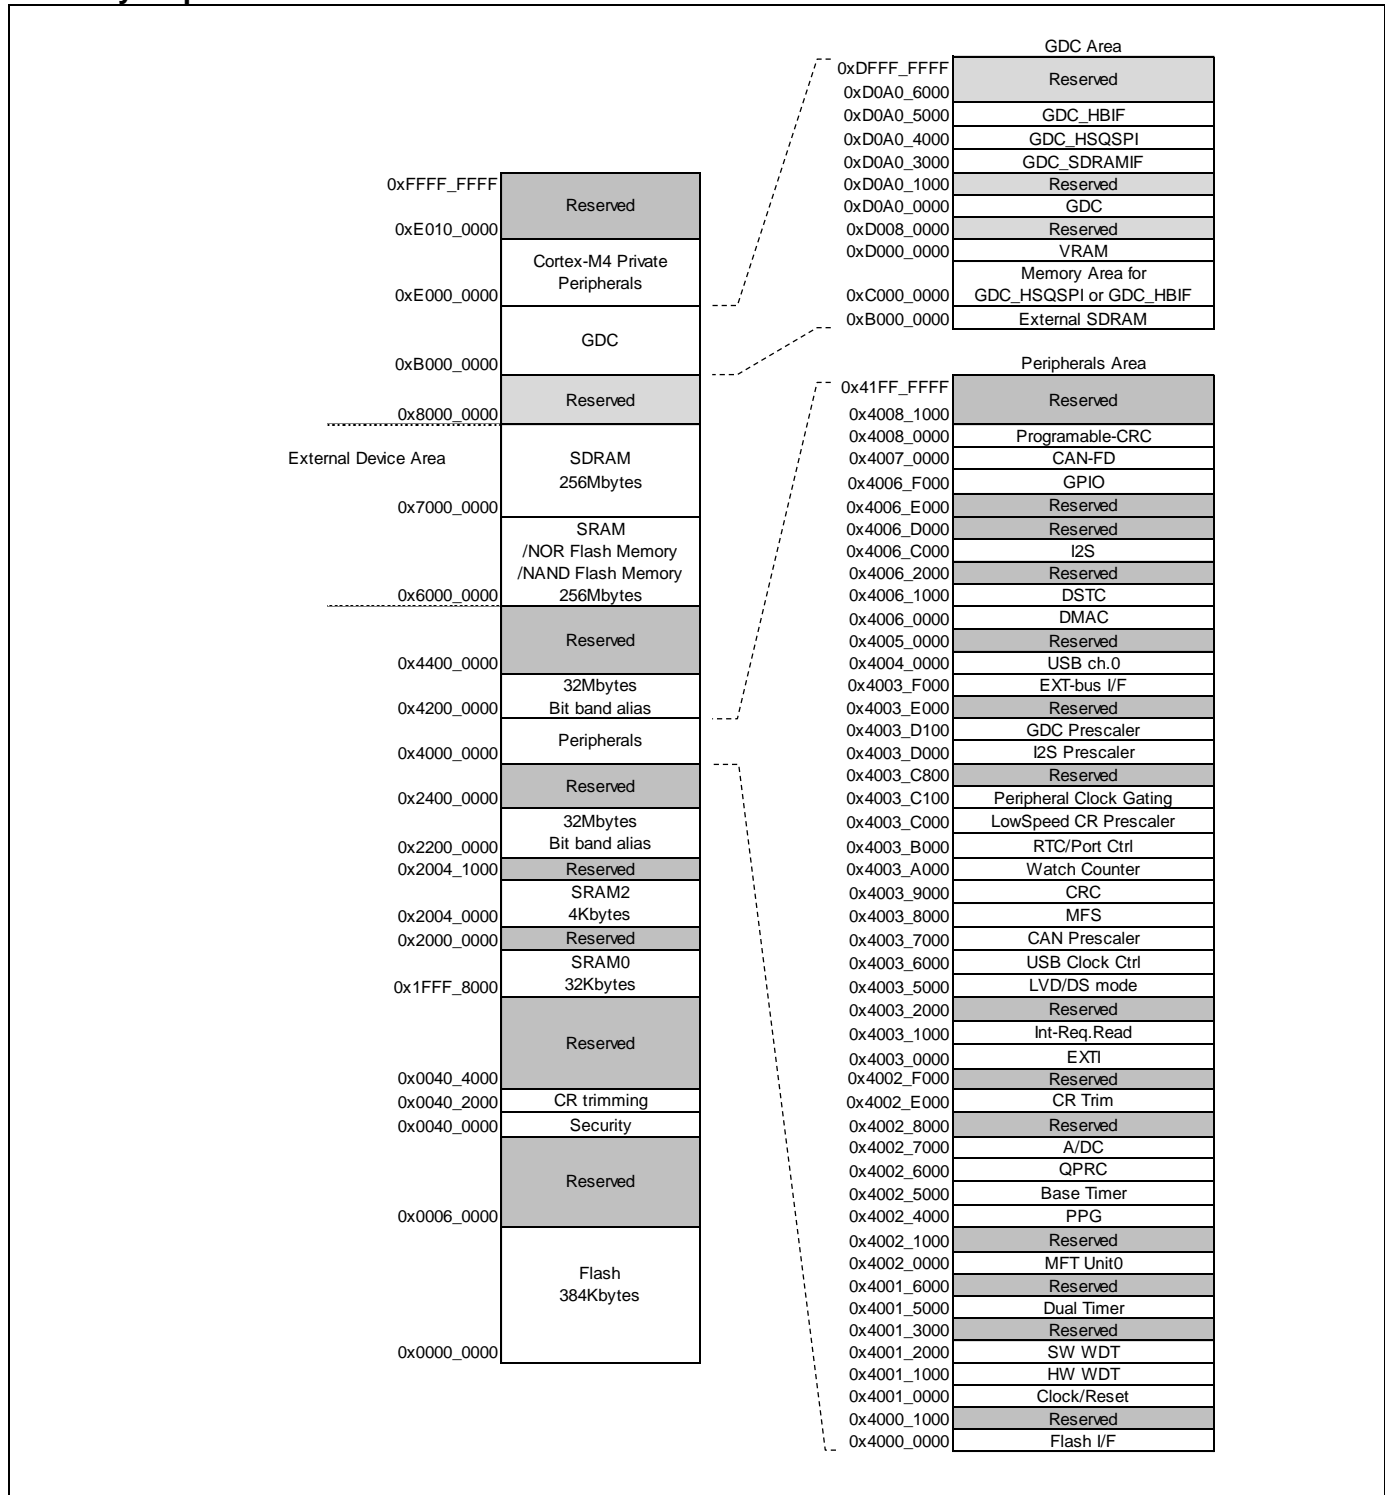 GDC Area
0xDFFF_FFFF
Reserved
0xD0A0_6000
0xD0A0_5000 GDC_HBIF
0xD0A0_4000 GDC_HSQSPI
0xD0A0_3000 GDC_SDRAMIF
0xD0A0_1000 Reserved
0xD0A0_0000 GDC
0xD008_0000 Reserved
0xD000_0000 VRAM
Memory Area for
0xC000_0000 GDC_HSQSPI or GDC_HBIF
0xB000_0000 External SDRAM
0xFFFF_FFFF
Reserved
0xE010_0000
Cortex-M4 Private
Peripherals
0xE000_0000
GDC
0xB000_0000
Reserved
0x8000_0000
External Device Area
SDRAM
256Mbytes
0x7000_0000
SRAM
/NOR Flash Memory
/NAND Flash Memory
0x6000_0000 256Mbytes
Reserved
0x4400_0000
32Mbytes
0x4200_0000 Bit band alias
Peripherals
0x4000_0000
Reserved
0x2400_0000
32Mbytes
0x2200_0000 Bit band alias
0x2004_1000 Reserved
SRAM2
0x2004_0000 4Kbytes
0x2000_0000 Reserved
SRAM0
0x1FFF_8000 32Kbytes
Reserved
0x0040_4000
0x0040_2000 CR trimming
0x0040_0000 Security
Reserved
0x0006_0000
Flash
384Kbytes
0x0000_0000
Peripherals Area
0x41FF_FFFF
Reserved
0x4008_1000
0x4008_0000 Programable-CRC
0x4007_0000 CAN-FD
0x4006_F000 GPIO
0x4006_E000 Reserved
0x4006_D000 Reserved
0x4006_C000 I2S
0x4006_2000 Reserved
0x4006_1000 DSTC
0x4006_0000 DMAC
0x4005_0000 Reserved
0x4004_0000 USB ch.0
0x4003_F000 EXT-bus I/F
0x4003_E000 Reserved
0x4003_D100 GDC Prescaler
0x4003_D000 I2S Prescaler
0x4003_C800 Reserved
0x4003_C100 Peripheral Clock Gating
0x4003_C000 LowSpeed CR Prescaler
0x4003_B000 RTC/Port Ctrl
0x4003_A000 Watch Counter
0x4003_9000 CRC
0x4003_8000 MFS
0x4003_7000 CAN Prescaler
0x4003_6000 USB Clock Ctrl
0x4003_5000 LVD/DS mode
0x4003_2000 Reserved
0x4003_1000 Int-Req.Read
0x4003_0000 EXTI
0x4002_F000 Reserved
0x4002_E000 CR Trim
0x4002_8000 Reserved
0x4002_7000 A/DC
0x4002_6000 QPRC
0x4002_5000 Base Timer
0x4002_4000 PPG
0x4002_1000 Reserved
0x4002_0000 MFT Unit0
0x4001_6000 Reserved
0x4001_5000 Dual Timer
0x4001_3000 Reserved
0x4001_2000 SW WDT
0x4001_1000 HW WDT
0x4001_0000 Clock/Reset
0x4000_1000 Reserved
0x4000_0000 Flash I/F